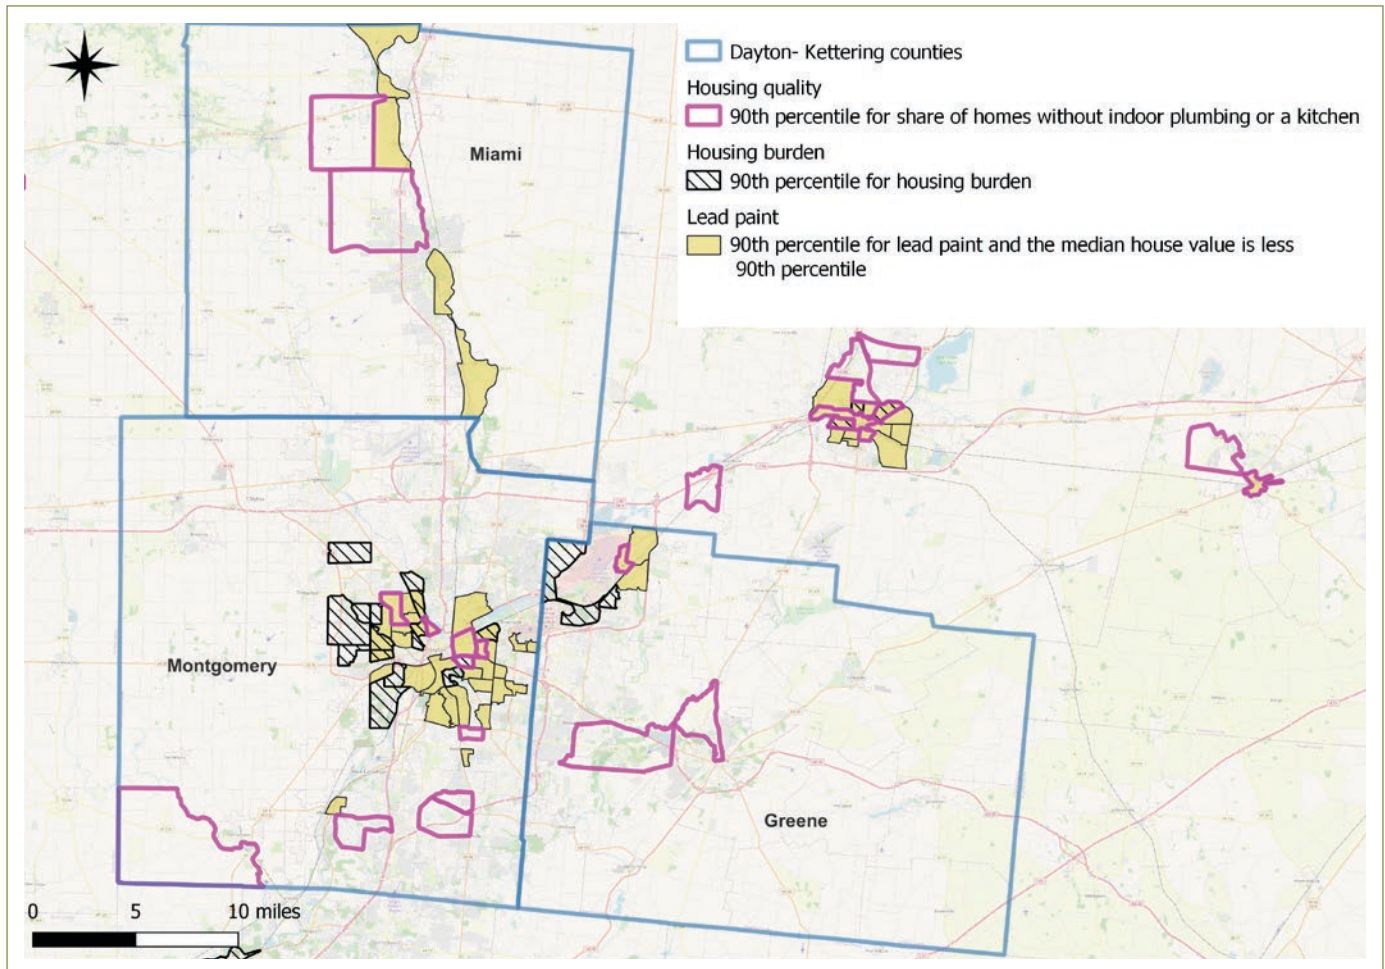 Dayton- Kettering counties
Housing quality
90th percentile for share of homes without indoor plumbing or a kitchen
Housing burden
90th percentile for housing burden
Lead paint
90th percentile for lead paint and the median house value is less
90th percentile
Miami
Montgomery
Greene
0 5 10 miles